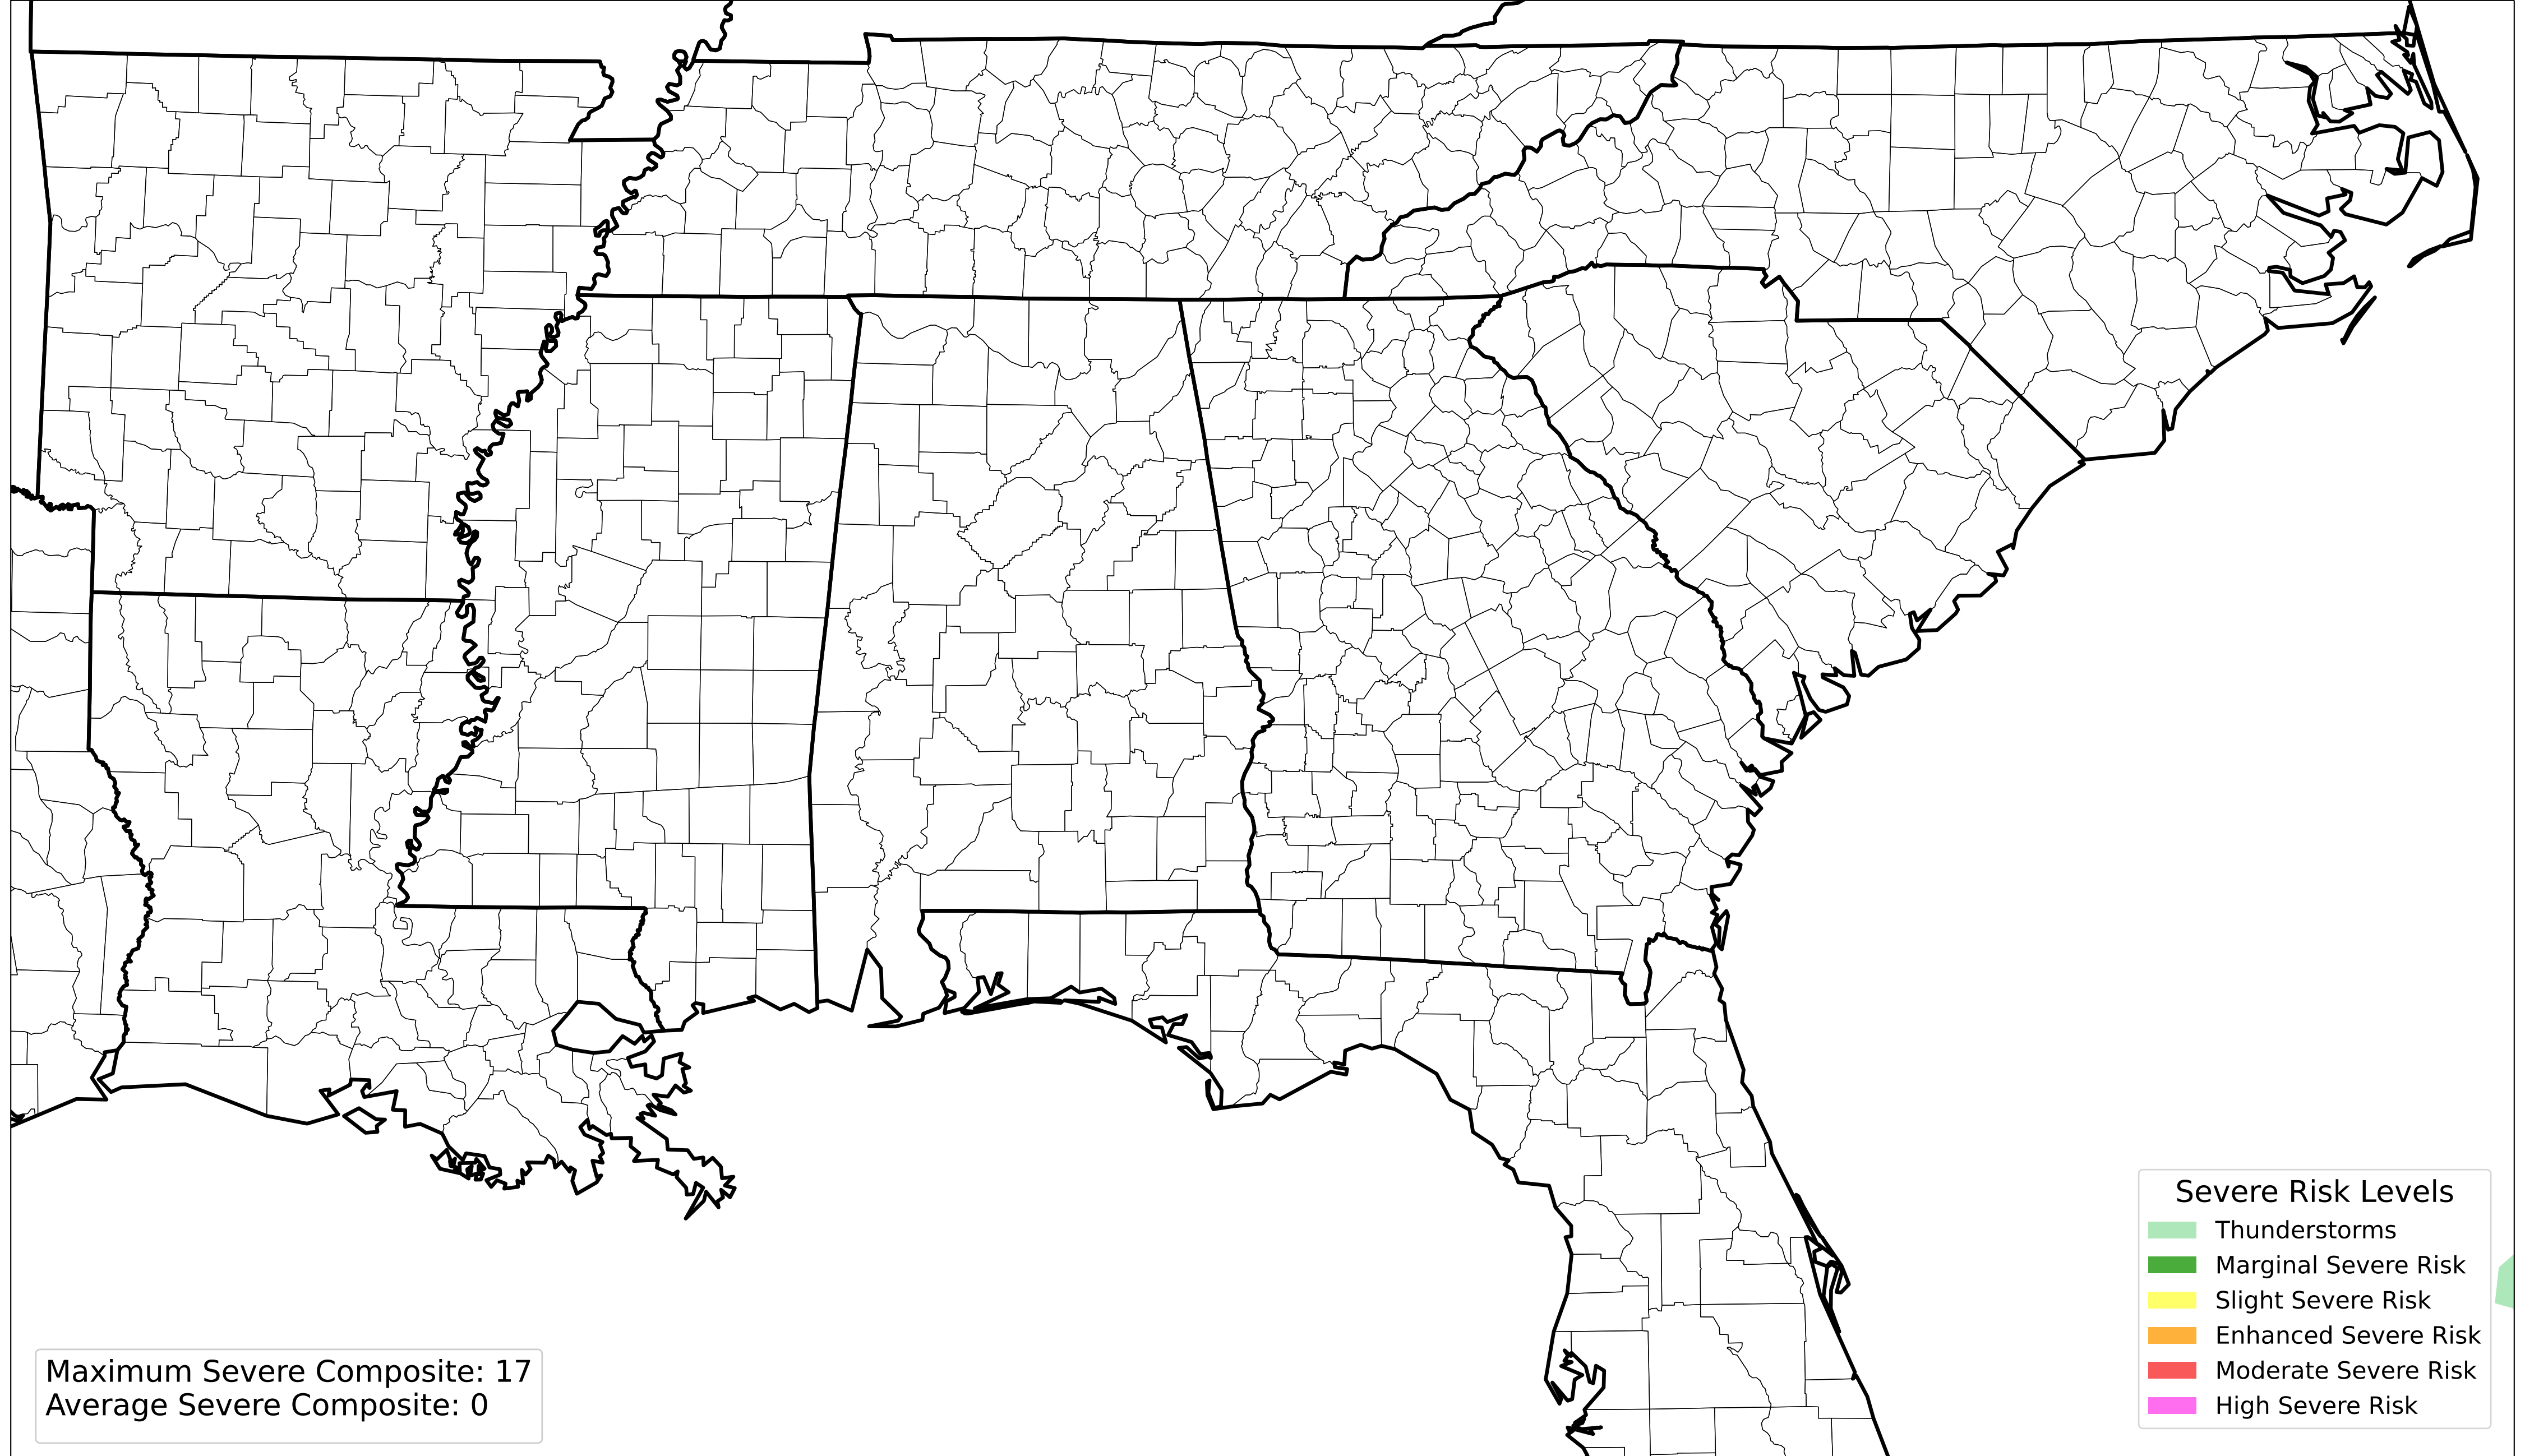 Severe Risk Levels
Thunderstorms
Marginal Severe Risk
Slight Severe Risk
Enhanced Severe Risk
Moderate Severe Risk
High Severe Risk
Maximum Severe Composite: 17
Average Severe Composite: 0